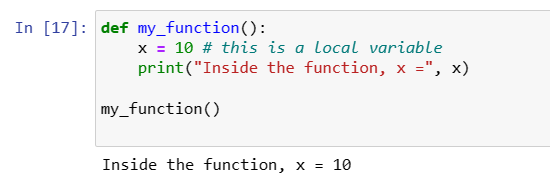 In [17]: def my_function():
    x = 10 # this is a local variable
    print("Inside the function, x =", x)

my_function()

Inside the function, x = 10